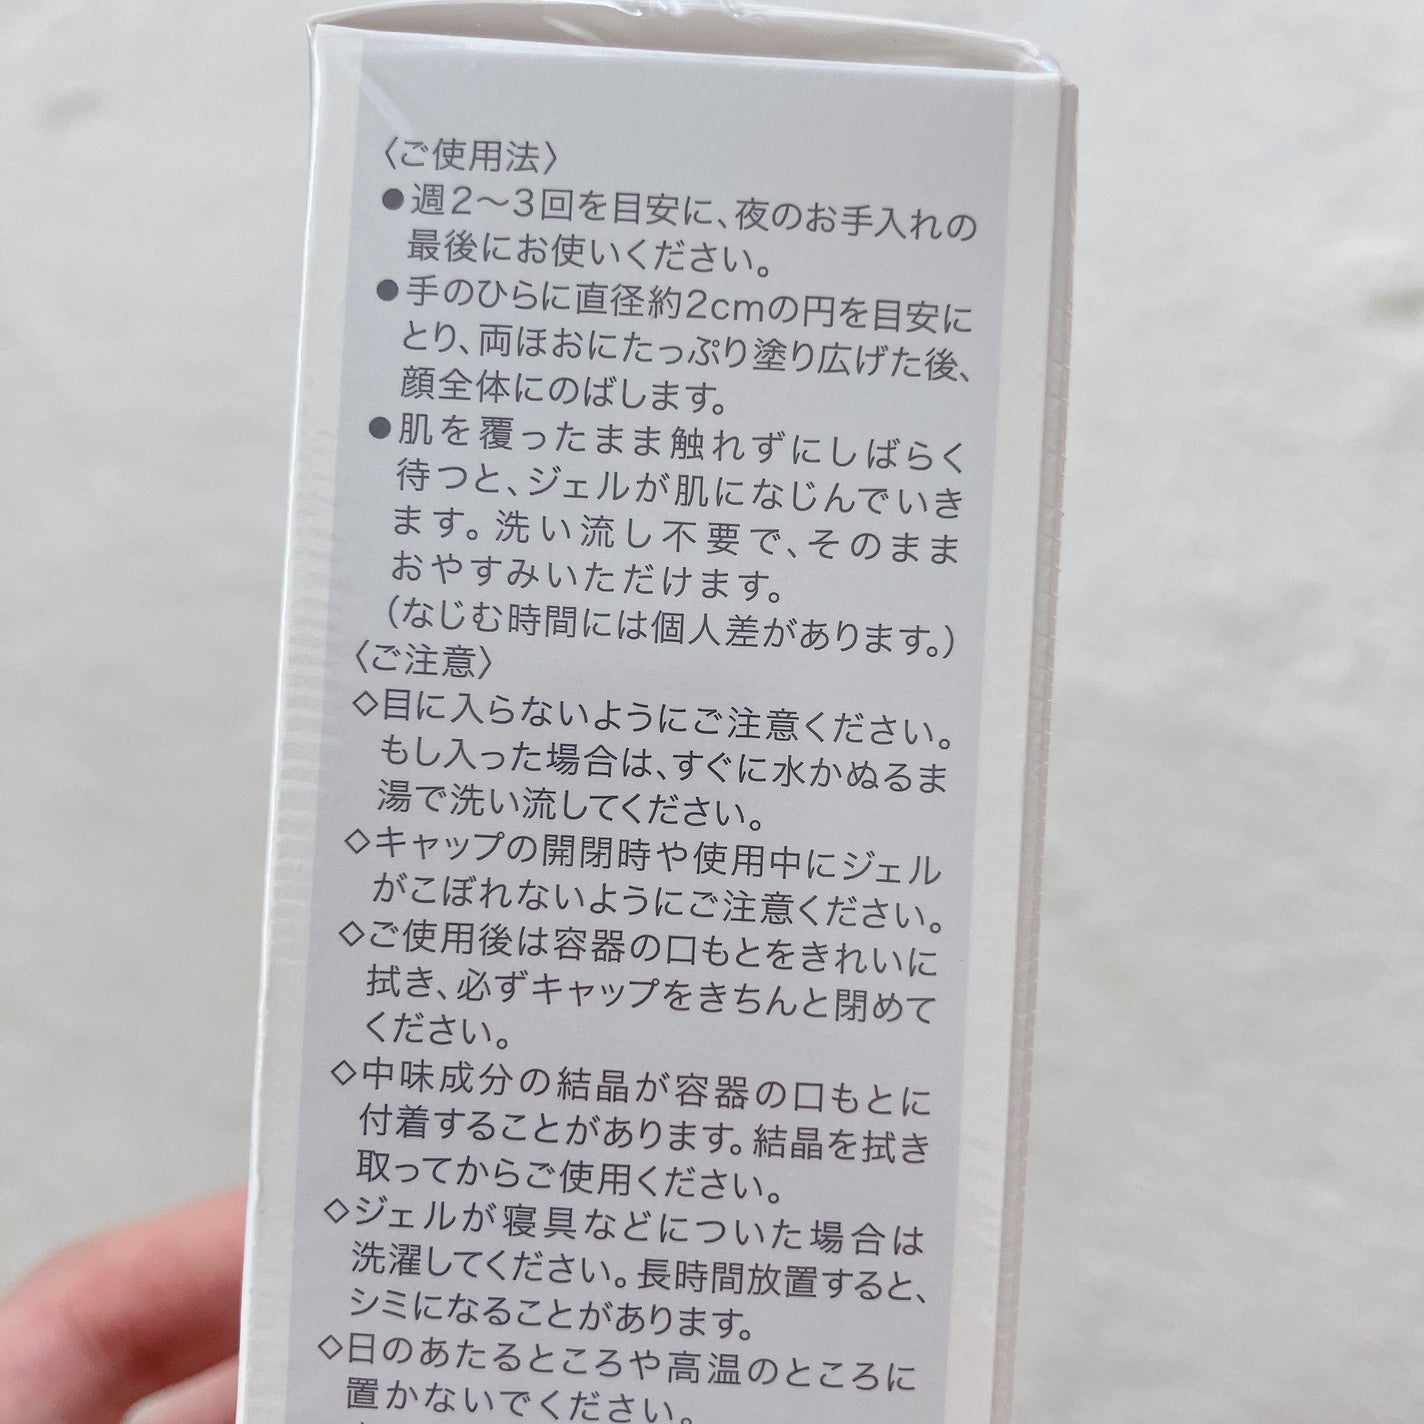 〈ご使用法〉
●週2〜3回を目安に、夜のお手入れの
最後にお使いください。
●手のひらに直径約2cmの円を目安に
とり、両ほおにたっぷり塗り広げた後、
顔全体にのばします。
●肌を覆ったまま触れずにしばらく
待つと、ジェルが肌になじんでいき
ます。洗い流し不要で、そのまま
おやすみいただけます。
(なじむ時間には個人差があります。)
〈ご注意〉
◇目に入らないようにご注意ください。
もし入った場合は、すぐに水かぬるま
湯で洗い流してください。
◇キャップの開閉時や使用中にジェル
がこぼれないようにご注意ください。
◇ご使用後は容器の口もとをきれいに
拭き、必ずキャップをきちんと閉めて
ください。
◇中味成分の結晶が容器の口もとに
付着することがあります。結晶を拭き
取ってからご使用ください。
◇ジェルが寝具などについた場合は
洗濯してください。長時間放置すると、
シミになることがあります。
◇日のあたるところや高温のところに
置かないでください。